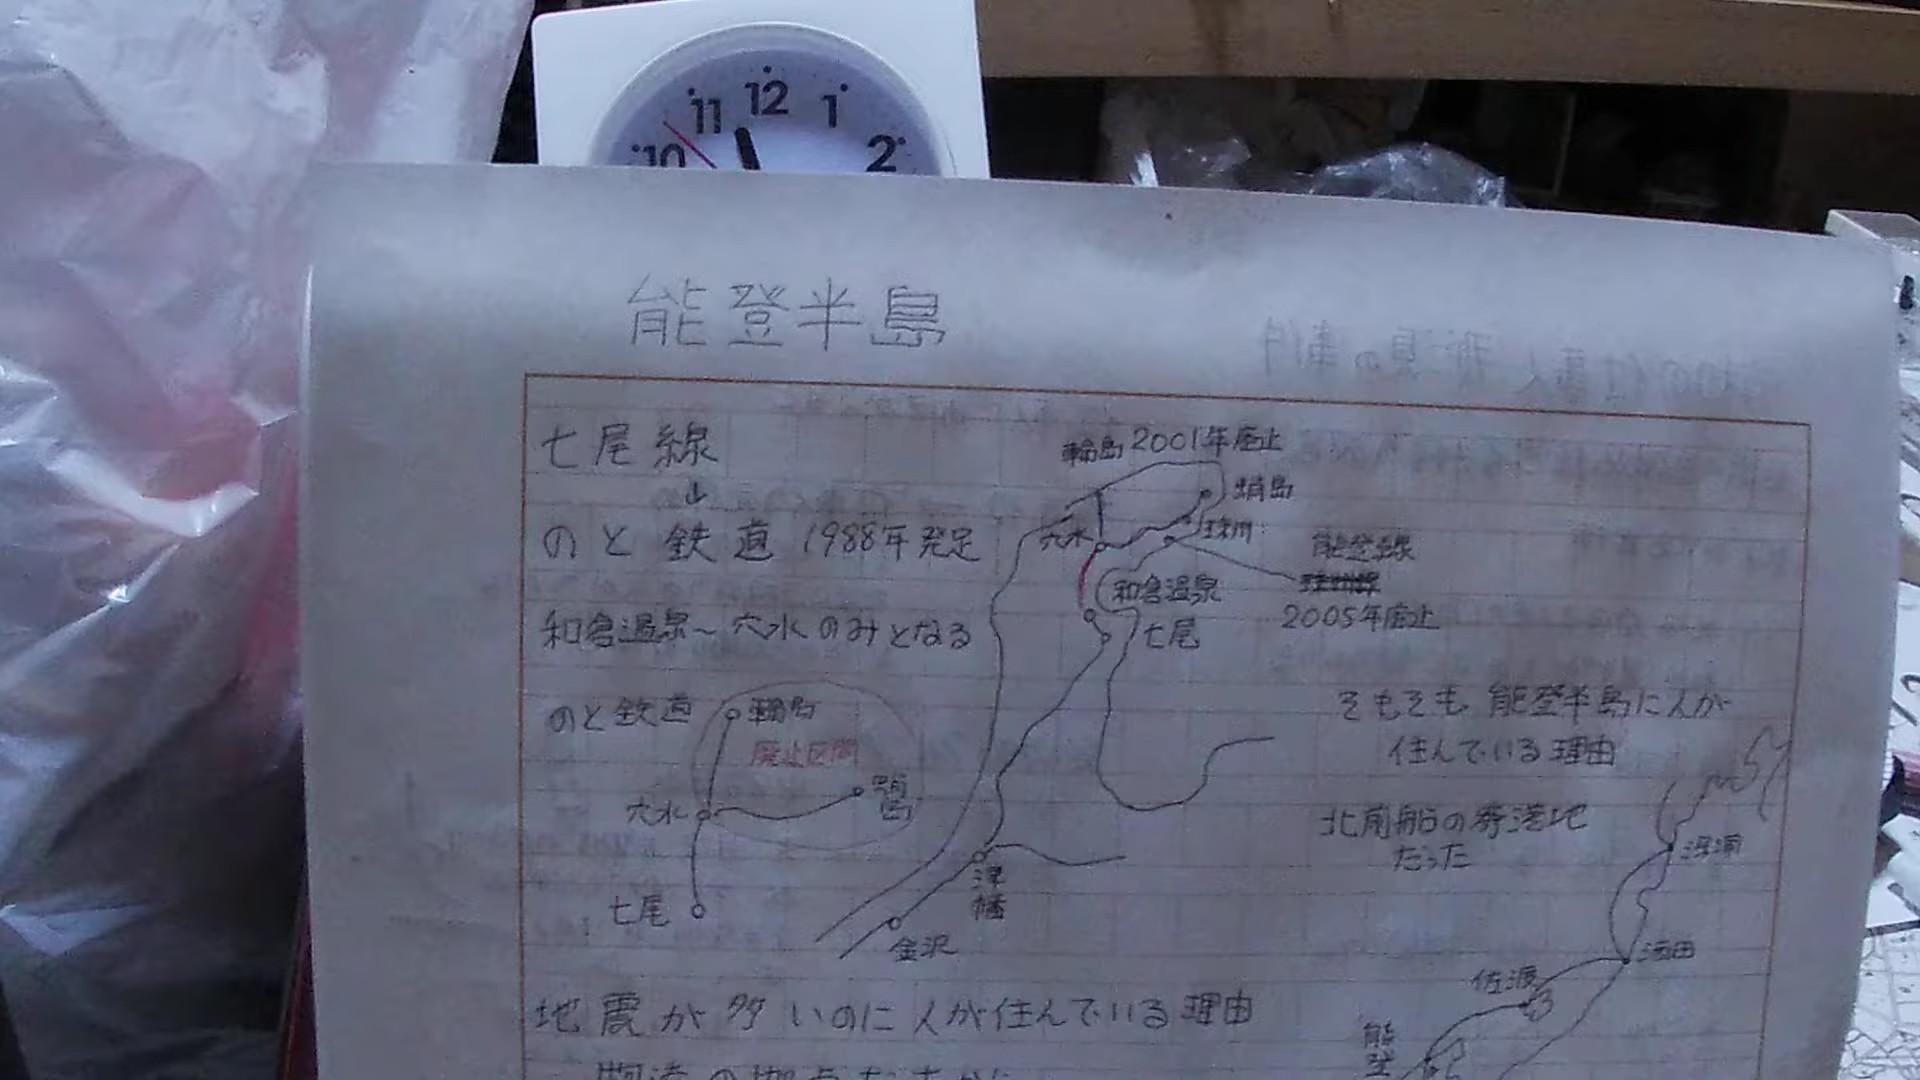 11 12 1
10 2
能登半島
七尾線
のと鉄道 1988年発足
和倉温泉~穴水のみとなる
輪島 2001年廃止
蛸島
珠洲
穴水
能登線
2005年廃止
和倉温泉
七尾
津幡
金沢
のと鉄道
輪島
廃止区間
穴水
蛸島
七尾
そもそも能登半島に人が
住んでいる理由
北前船の寄港地
だった
深浦
酒田
佐渡
能登
地震が多いのに人が住んでいる理由